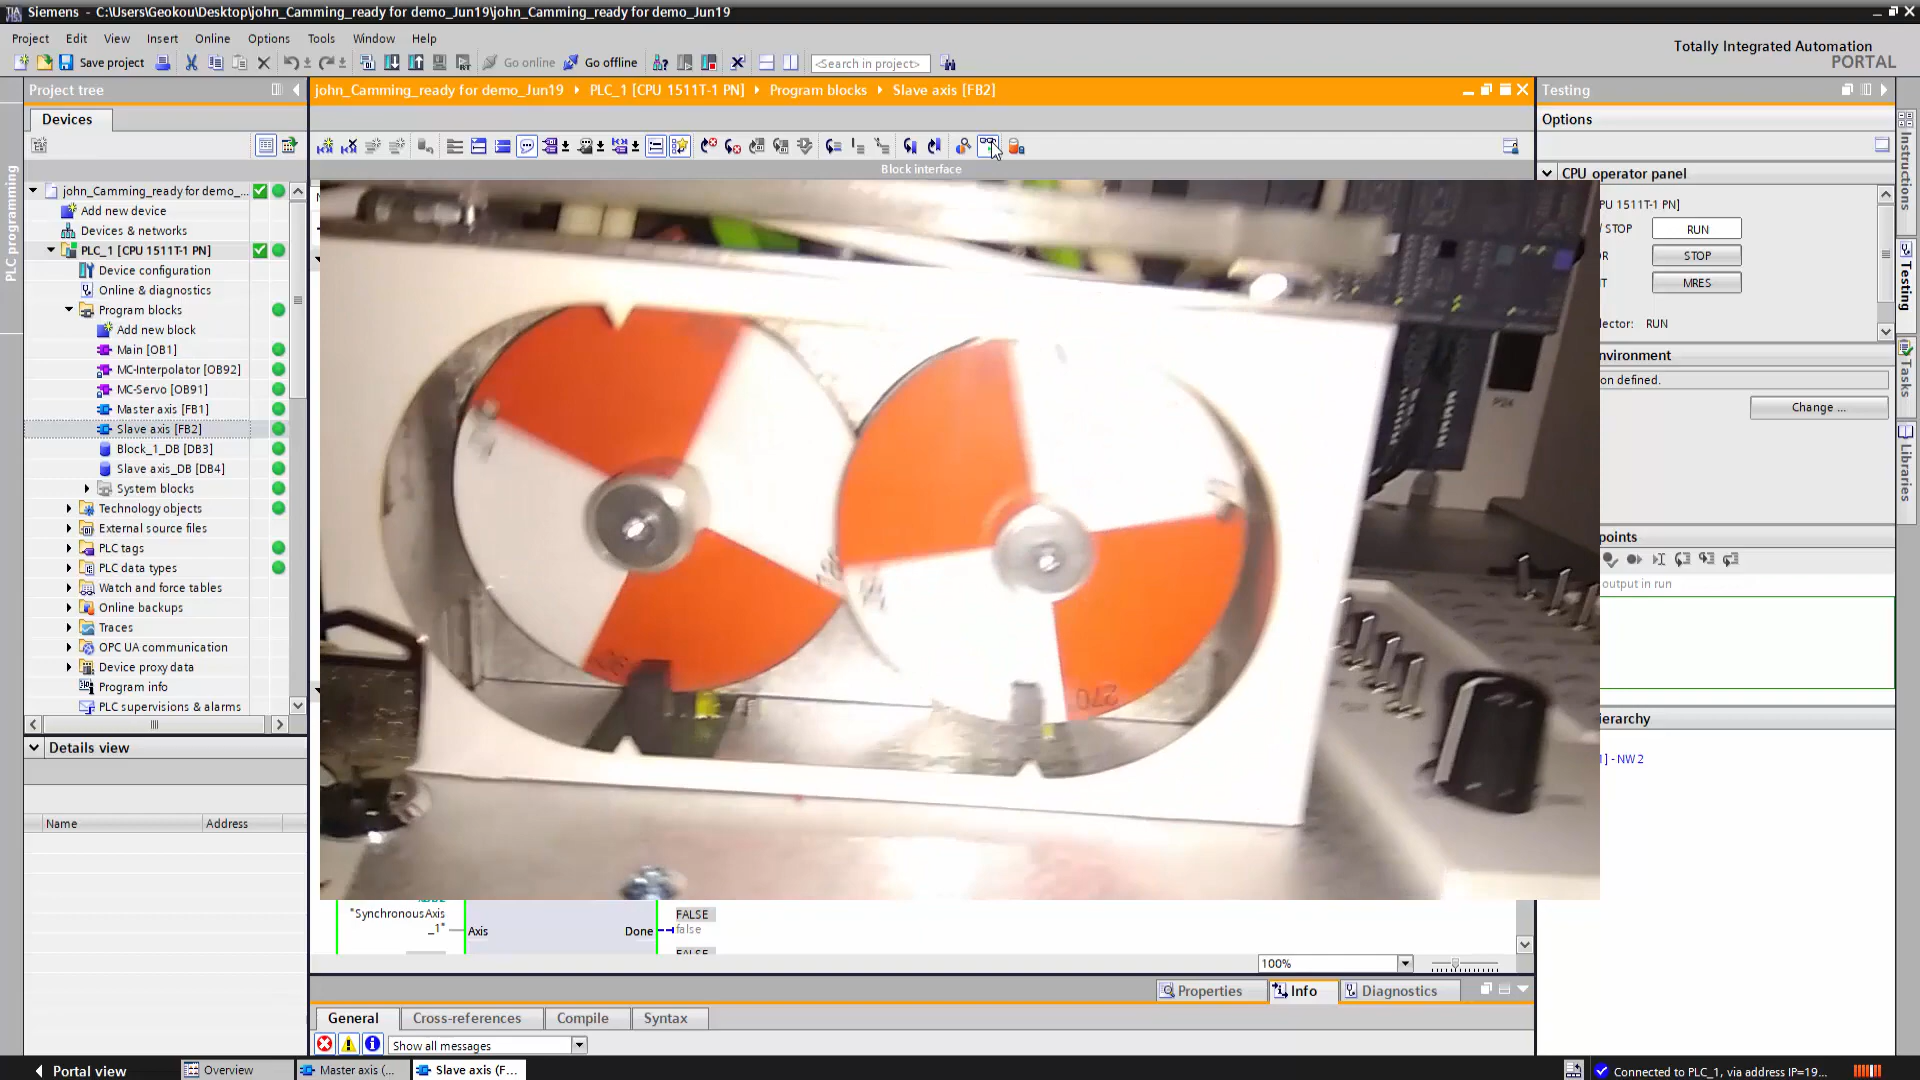 Siemens - C:\Users\Geokou\Desktop\john_Camming_ready for demo_Jun19\john_Camming_ready for demo_Jun19
Project Edit View Insert Online Options Tools Window Help
Totally Integrated Automation
PORTAL
Save project
Go online
Go offline
<Search in project>
Project tree
john_Camming_ready for demo_Jun19 PLC_1 [CPU 1511T-1 PN] Program blocks Slave axis [FB2]
Testing
Devices
Options
Block interface
CPU operator panel
PLC programming
john_Camming_ready for demo_...
Add new device
Devices & networks
PLC_1 [CPU 1511T-1 PN]
Device configuration
Online & diagnostics
Program blocks
Add new block
Main [OB1]
MC-Interpolator [OB92]
MC-Servo [OB91]
Master axis [FB1]
Slave axis [FB2]
Block_1_DB [DB3]
Slave axis_DB [DB4]
System blocks
Technology objects
External source files
PLC tags
PLC data types
Watch and force tables
Online backups
Traces
OPC UA communication
Device proxy data
Program info
PLC supervisions & alarms
Details view
Name Address
270
PU 1511T-1 PN]
/ STOP RUN
STOP
MRES
lector: RUN
nvironment
on defined.
Change ...
points
output in run
ierarchy
] - NW 2
Instructions
Testing
Tasks
Libraries
"SynchronousAxis
_1"
Axis
Done
FALSE
false
100%
Properties Info Diagnostics
General Cross-references Compile Syntax
Show all messages
Portal view
Overview
Master axis (...
Slave axis (F...
Connected to PLC_1, via address IP=19...